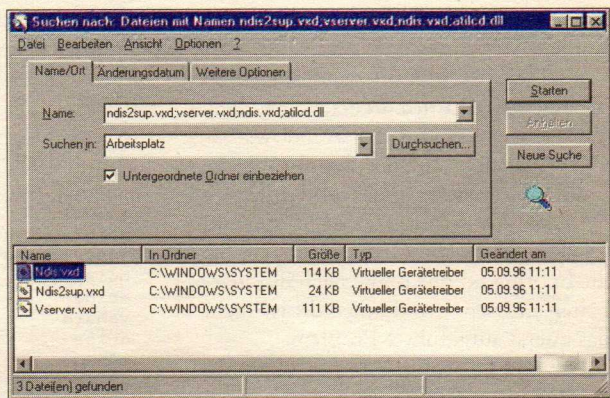 Suchen nach: Dateien mit Namen ndis2sup.vxd;vserver.vxd;ndis.vxd;atilcd.dll
Datei Bearbeiten Ansicht Optionen ?
Name/Ort Änderungsdatum Weitere Optionen
Name: ndis2sup.vxd;vserver.vxd;ndis.vxd;atilcd.dll
Suchen in: Arbeitsplatz Durchsuchen...
Untergeordnete Ordner einbeziehen
Starten
Anhalten
Neue Suche
Name In Ordner Größe Typ Geändert am
Ndis.vxd C:\WINDOWS\SYSTEM 114 KB Virtueller Gerätetreiber 05.09.96 11:11
Ndis2sup.vxd C:\WINDOWS\SYSTEM 24 KB Virtueller Gerätetreiber 05.09.96 11:11
Vserver.vxd C:\WINDOWS\SYSTEM 111 KB Virtueller Gerätetreiber 05.09.96 11:11
3 Datei(en) gefunden